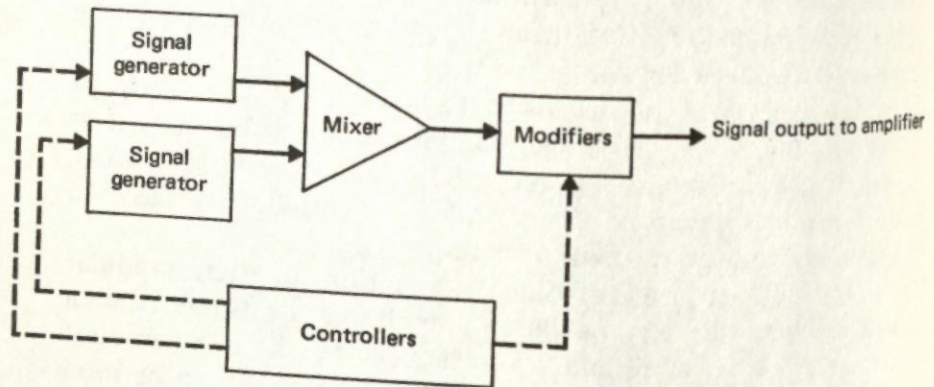 Signal
generator
Signal
generator
Mixer
Modifiers
Signal output to amplifier
Controllers